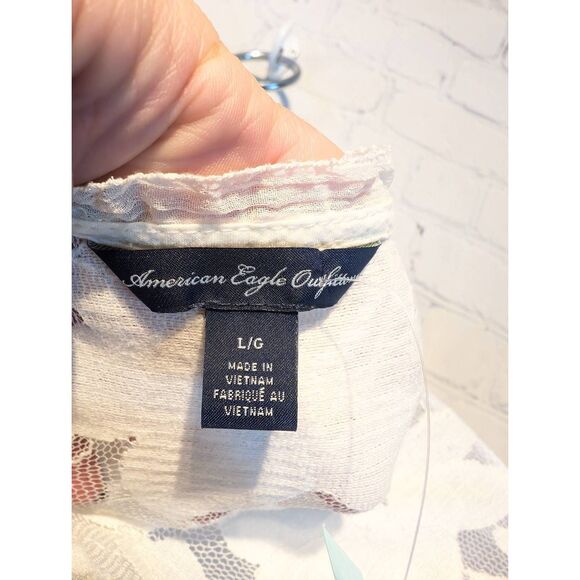 American Eagle Outfitters
L/G
MADE IN
VIETNAM
FABRIQUÉ AU
VIETNAM